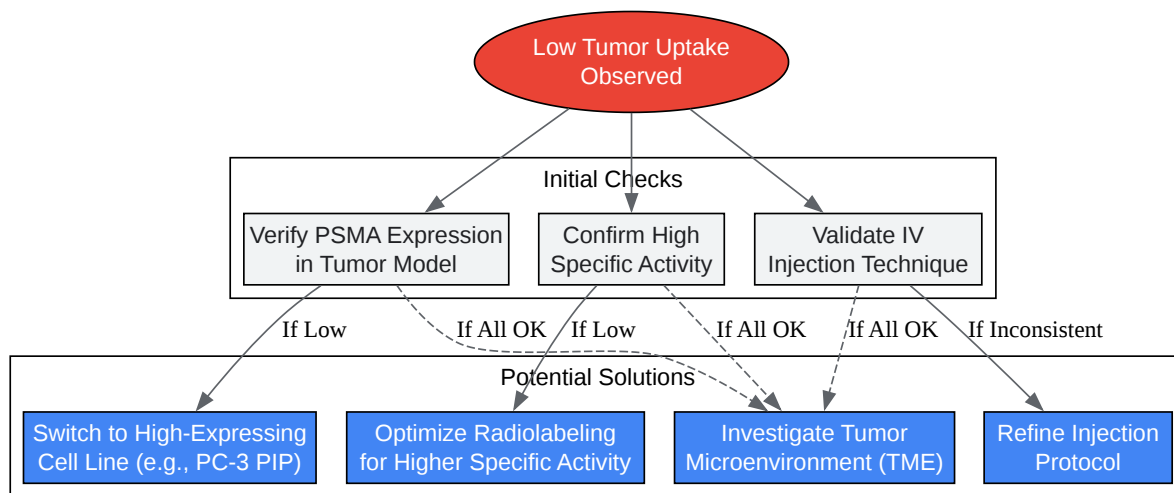 Low Tumor Uptake
Observed
Initial Checks
Verify PSMA Expression
in Tumor Model
Confirm High
Specific Activity
Validate IV
Injection Technique
If Low
If All OK
If Low
If All OK
If All OK
If Inconsistent
Potential Solutions
Switch to High-Expressing
Cell Line (e.g., PC-3 PIP)
Optimize Radiolabeling
for Higher Specific Activity
Investigate Tumor
Microenvironment (TME)
Refine Injection
Protocol